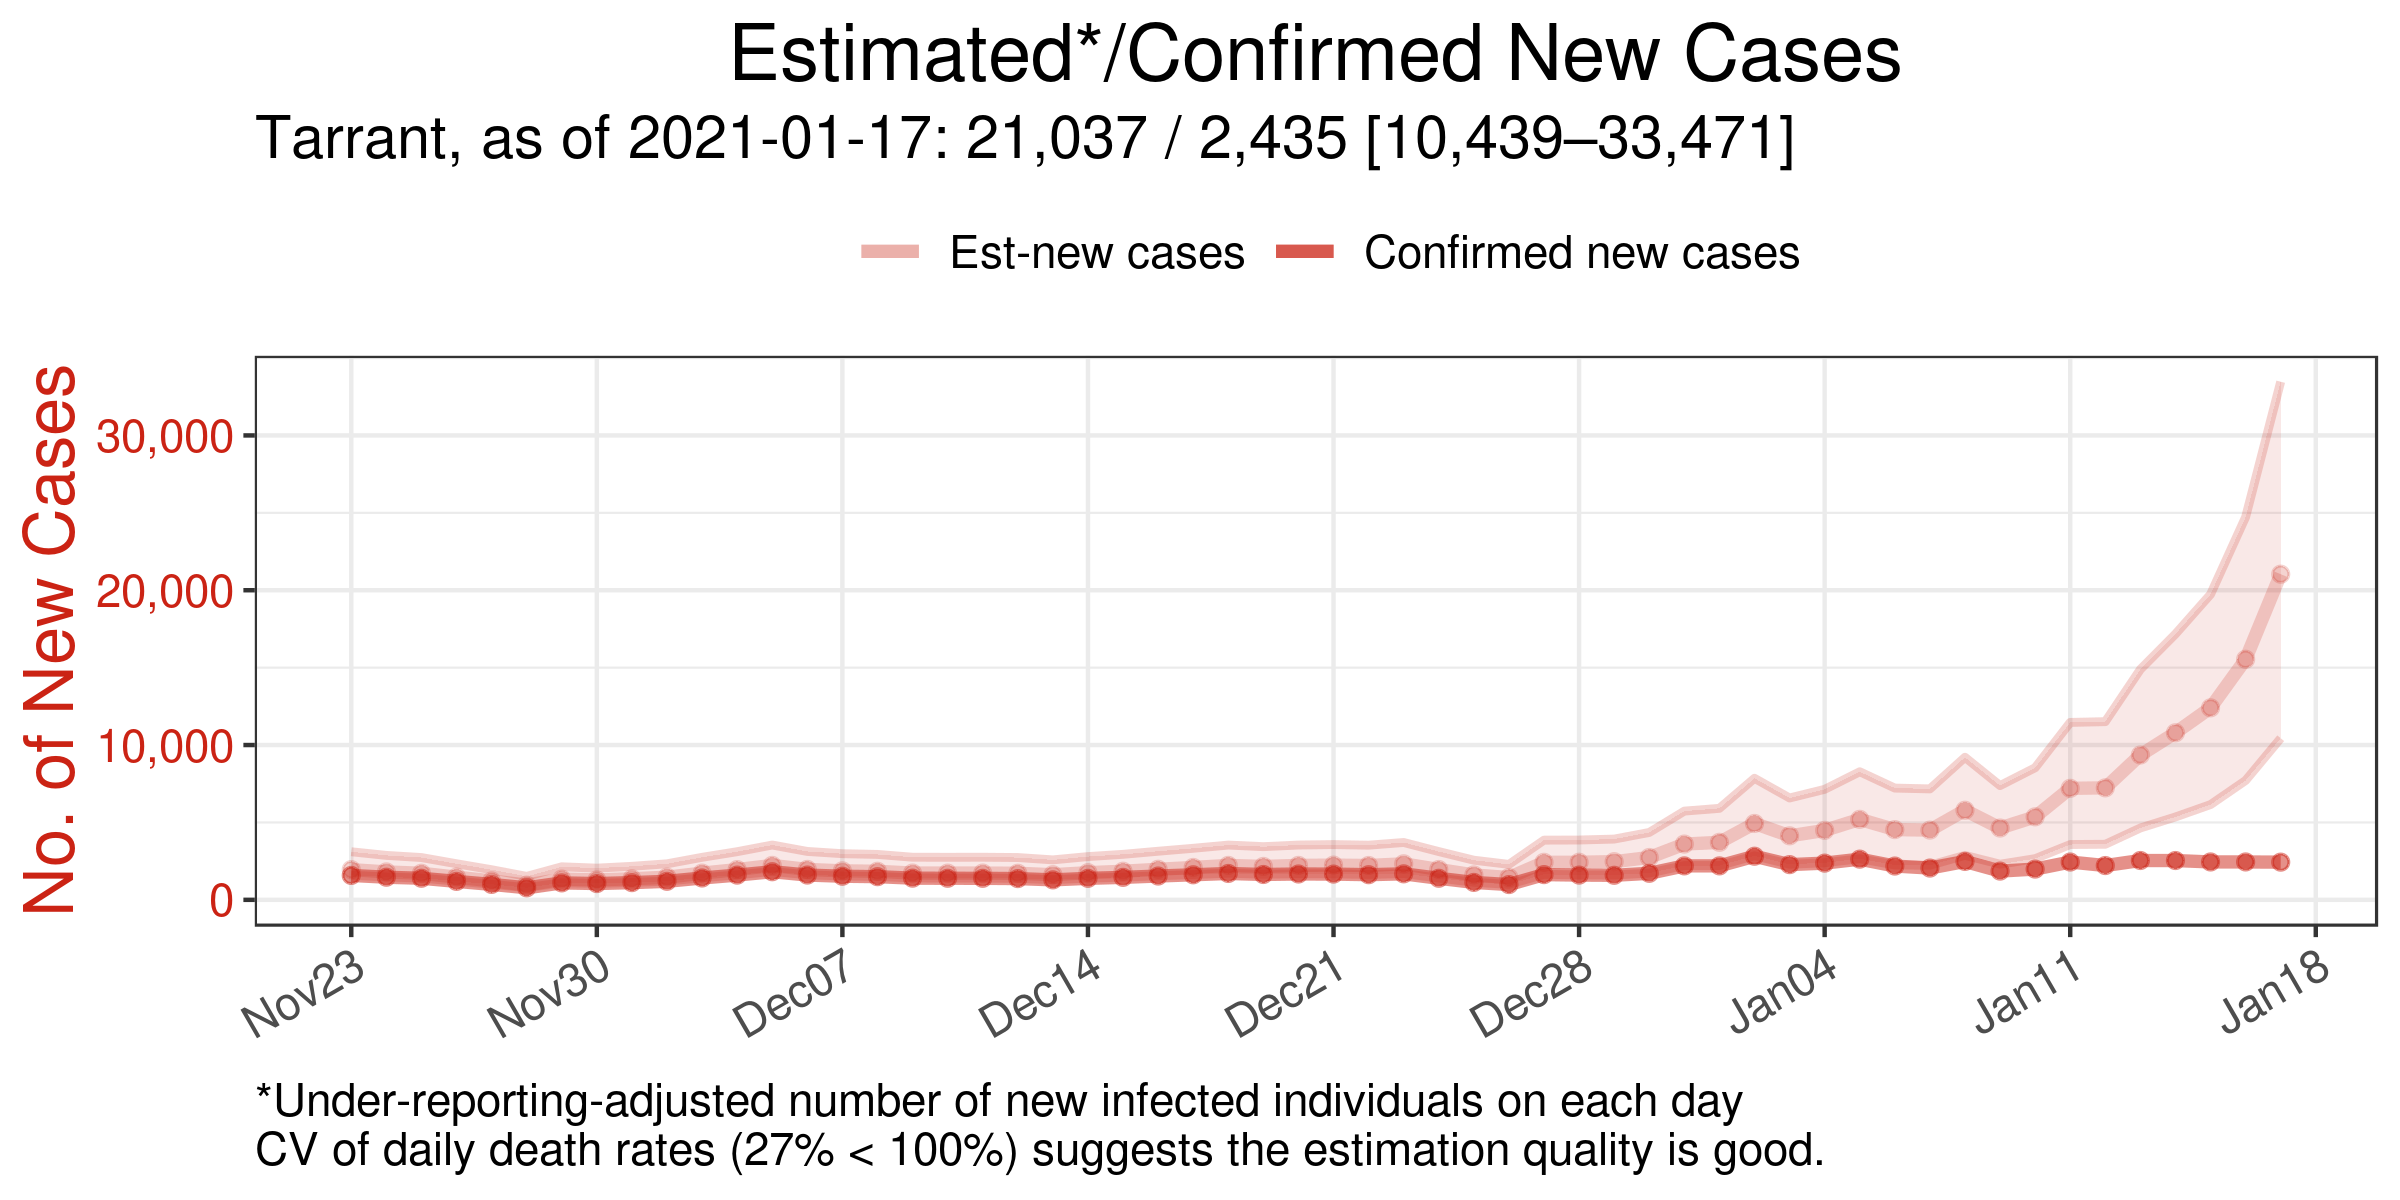 Estimated*/Confirmed New Cases
Tarrant, as of 2021-01-17: 21,037 / 2,435 [10,439–33,471]
Est-new cases
Confirmed new cases
No. of New Cases
30,000
20,000
10,000
0
Nov23
Nov30
Dec07
Dec14
Dec21
Dec28
Jan04
Jan11
Jan18
*Under-reporting-adjusted number of new infected individuals on each day
CV of daily death rates (27% < 100%) suggests the estimation quality is good.